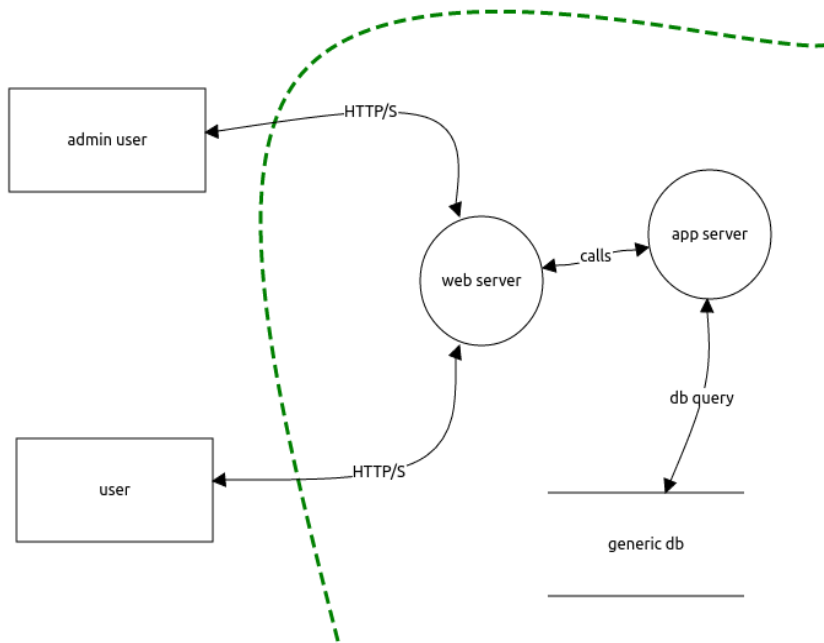 HTTP/S
admin user
app server
calls
web server
db query
HTTP/S
user
generic db